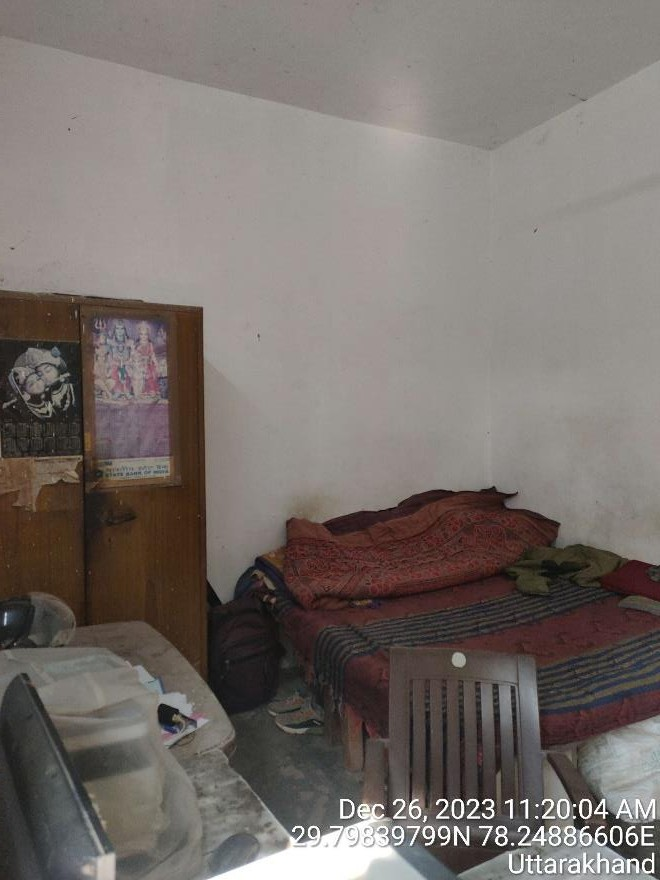 STATE BANK OF INDIA
Dec 26, 2023 11:20:04 AM
29.79839799N 78.24886606E
Uttarakhand